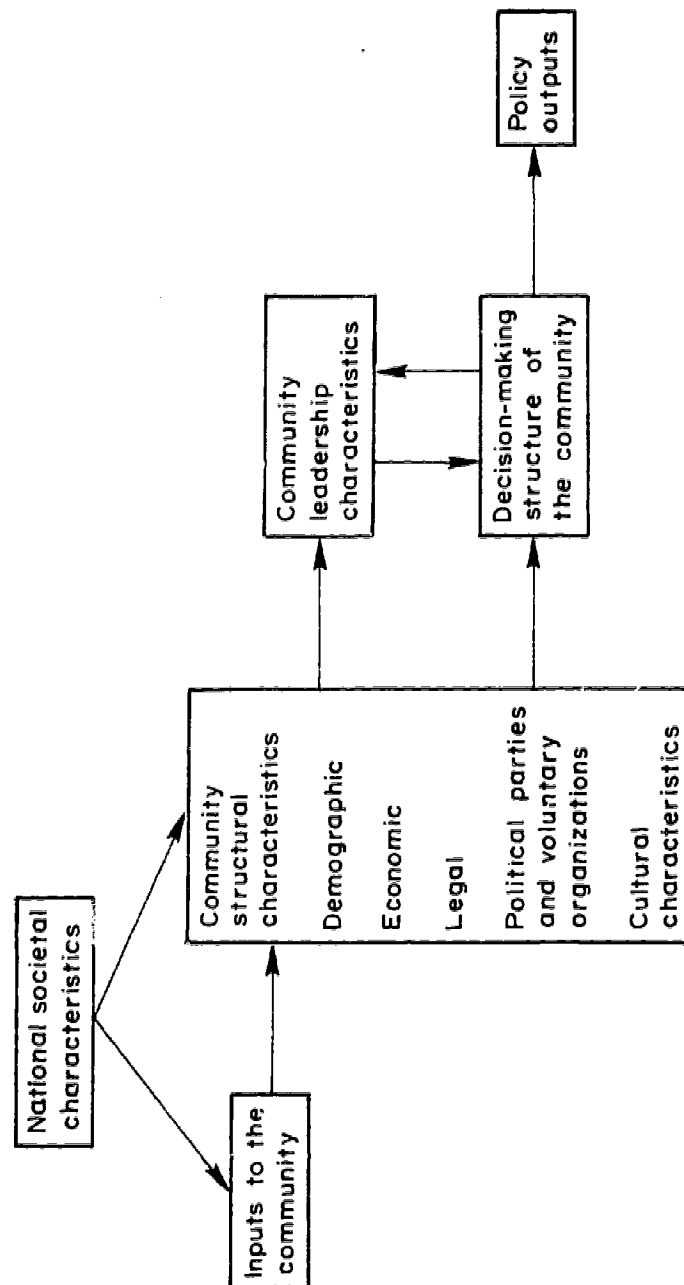 National societal
characteristics
Inputs to the
community
Community
structural
characteristics
Demographic
Economic
Legal
Political parties
and voluntary
organizations
Cultural
characteristics
Community
leadership
characteristics
Decision-making
structure of
the community
Policy
outputs